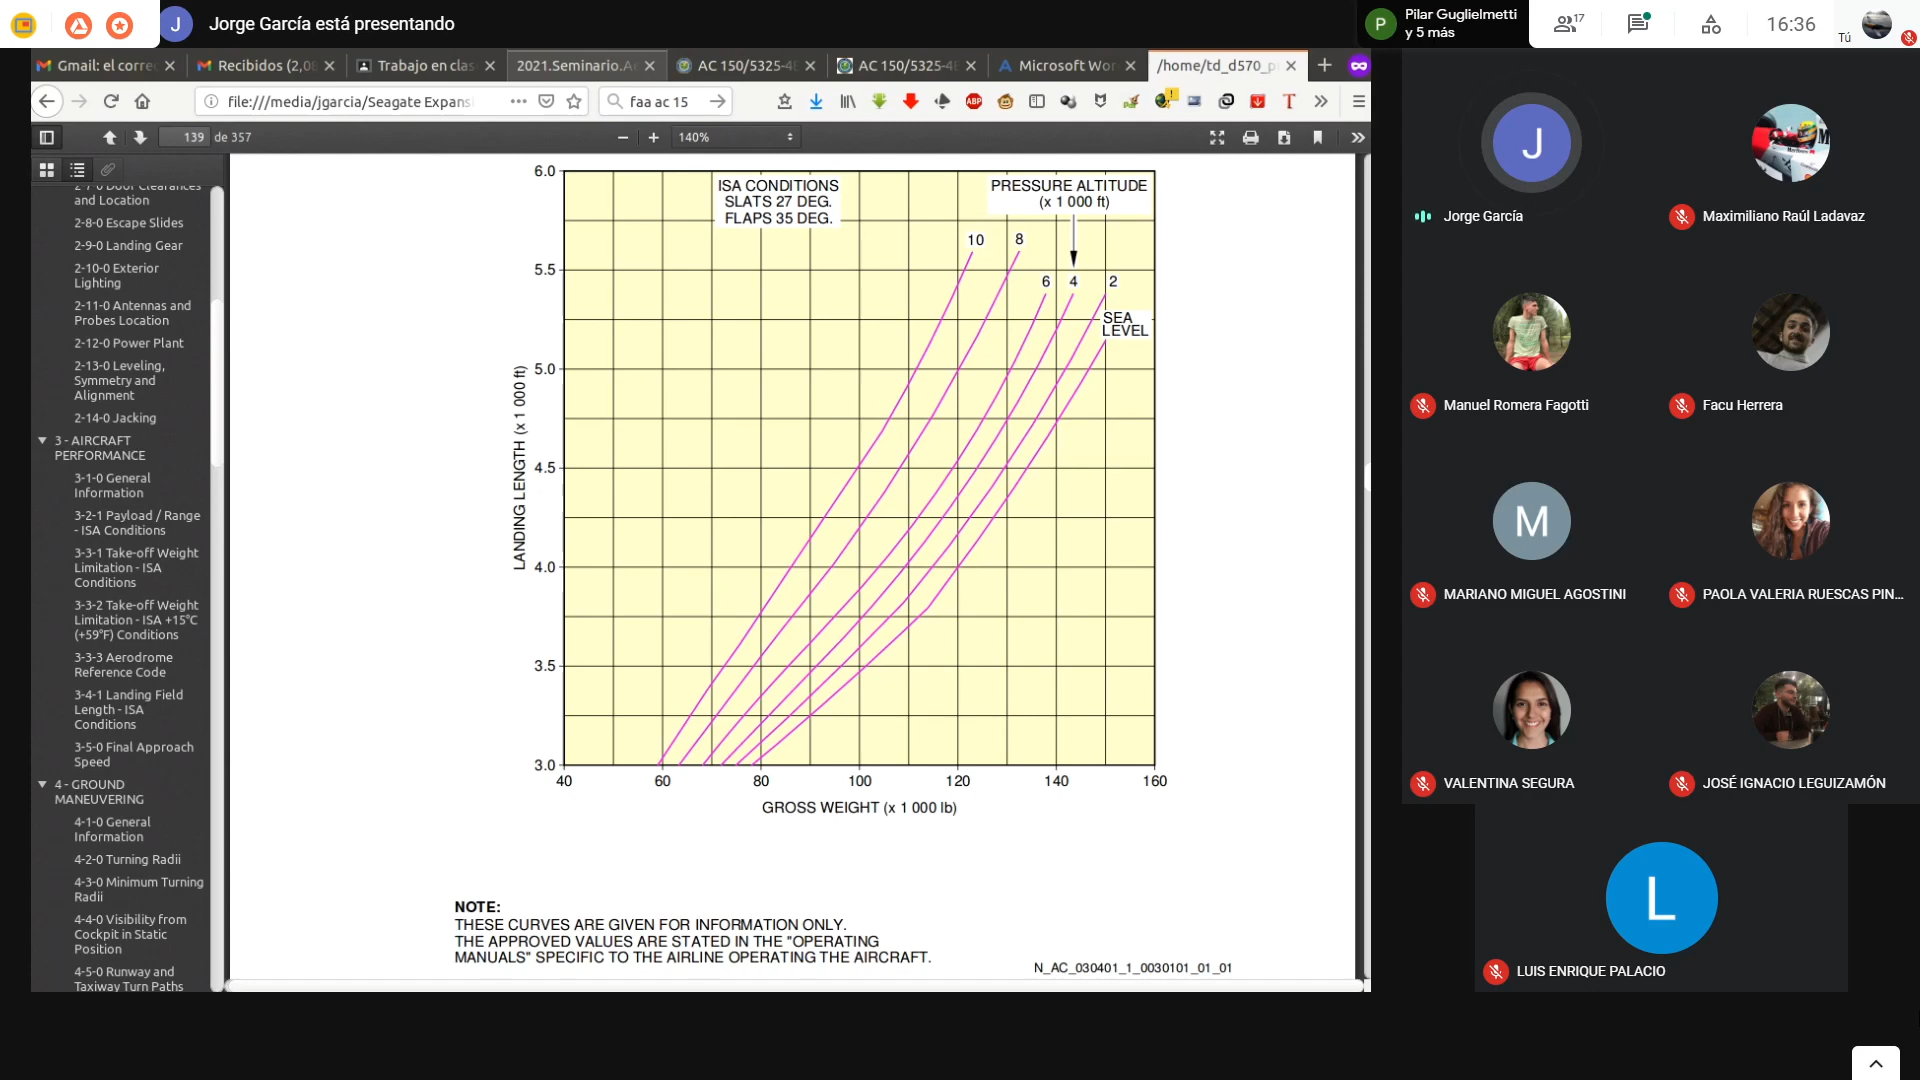 J
Jorge García está presentando
P
Pilar Guglielmetti
y 5 más
17
16:36
Tú
Gmail: el corre
Recibidos (2,08
Trabajo en clas
2021.Seminario.Ae
AC 150/5325-4
AC 150/5325-4
Microsoft Wor
/home/td_d570_p
file:///media/jgarcia/Seagate Expans
faa ac 15
ABP
T
139 de 357
140%
2-7-0 Door Clearances
and Location
2-8-0 Escape Slides
2-9-0 Landing Gear
2-10-0 Exterior
Lighting
2-11-0 Antennas and
Probes Location
2-12-0 Power Plant
2-13-0 Leveling,
Symmetry and
Alignment
2-14-0 Jacking
3 - AIRCRAFT
PERFORMANCE
3-1-0 General
Information
3-2-1 Payload / Range
- ISA Conditions
3-3-1 Take-off Weight
Limitation - ISA
Conditions
3-3-2 Take-off Weight
Limitation - ISA +15°C
(+59°F) Conditions
3-3-3 Aerodrome
Reference Code
3-4-1 Landing Field
Length - ISA
Conditions
3-5-0 Final Approach
Speed
4 - GROUND
MANEUVERING
4-1-0 General
Information
4-2-0 Turning Radii
4-3-0 Minimum Turning
Radii
4-4-0 Visibility from
Cockpit in Static
Position
4-5-0 Runway and
Taxiway Turn Paths
ISA CONDITIONS
SLATS 27 DEG.
FLAPS 35 DEG.
PRESSURE ALTITUDE
(x 1 000 ft)
10
8
6
4
2
SEA
LEVEL
LANDING LENGTH (x 1 000 ft)
6.0
5.5
5.0
4.5
4.0
3.5
3.0
40 60 80 100 120 140 160
GROSS WEIGHT (x 1 000 lb)
NOTE:
THESE CURVES ARE GIVEN FOR INFORMATION ONLY.
THE APPROVED VALUES ARE STATED IN THE "OPERATING
MANUALS" SPECIFIC TO THE AIRLINE OPERATING THE AIRCRAFT.
N_AC_030401_1_0030101_01_01
J
Jorge García
Maximiliano Raúl Ladavaz
Manuel Romera Fagotti
Facu Herrera
M
MARIANO MIGUEL AGOSTINI
PAOLA VALERIA RUESCAS PIN...
VALENTINA SEGURA
JOSÉ IGNACIO LEGUIZAMÓN
L
LUIS ENRIQUE PALACIO